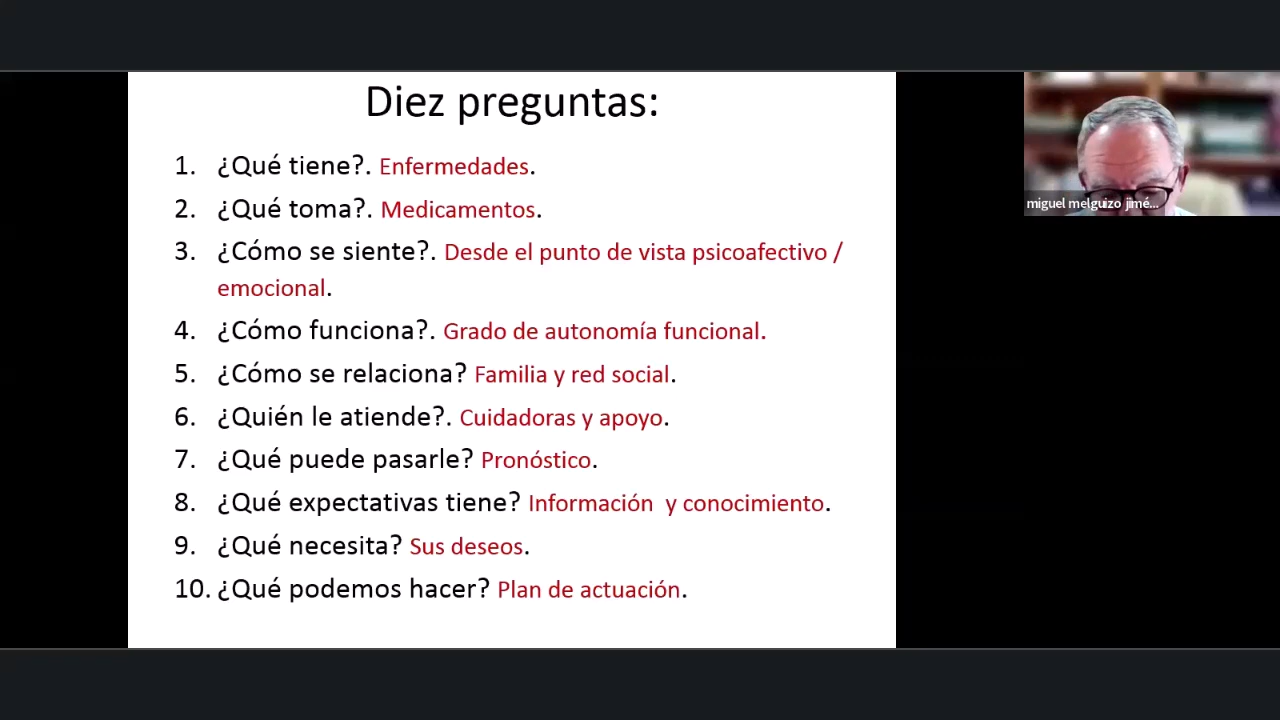 Diez preguntas:
1. ¿Qué tiene?. Enfermedades.
2. ¿Qué toma?. Medicamentos.
3. ¿Cómo se siente?. Desde el punto de vista psicoafectivo /
emocional.
4. ¿Cómo funciona?. Grado de autonomía funcional.
5. ¿Cómo se relaciona? Familia y red social.
6. ¿Quién le atiende?. Cuidadoras y apoyo.
7. ¿Qué puede pasarle? Pronóstico.
8. ¿Qué expectativas tiene? Información y conocimiento.
9. ¿Qué necesita? Sus deseos.
10. ¿Qué podemos hacer? Plan de actuación.
miguel melguizo jimé...